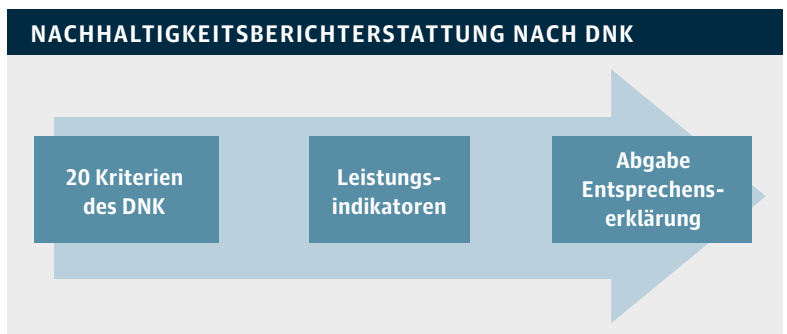 NACHHALTIGKEITSBERICHTERSTATTUNG NACH DNK
20 Kriterien
des DNK
Leistungs-
indikatoren
Abgabe
Entsprechens-
erklärung